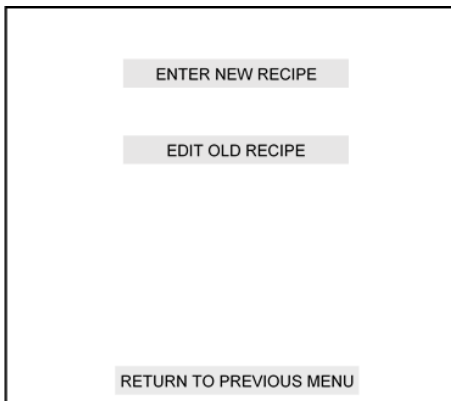 ENTER NEW RECIPE
EDIT OLD RECIPE
RETURN TO PREVIOUS MENU